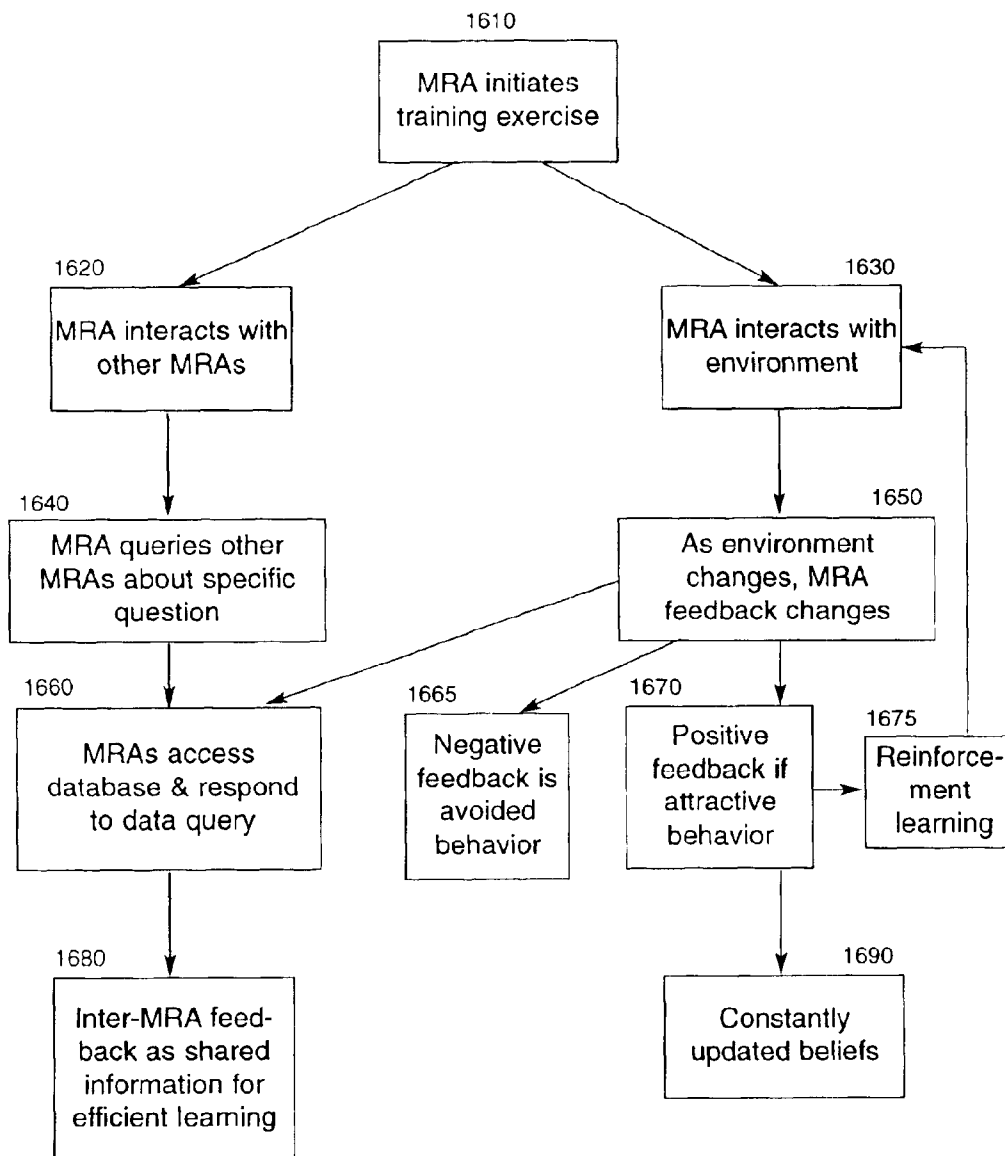 1610
MRA initiates
training exercise
1620
MRA interacts with
other MRAs
1630
MRA interacts with
environment
1640
MRA queries other
MRAs about specific
question
1650
As environment
changes, MRA
feedback changes
1660
MRAs access
database & respond
to data query
1665
Negative
feedback is
avoided
behavior
1670
Positive
feedback if
attractive
behavior
1675
Reinforce-
ment
learning
1680
Inter-MRA feed-
back as shared
information for
efficient learning
1690
Constantly
updated beliefs